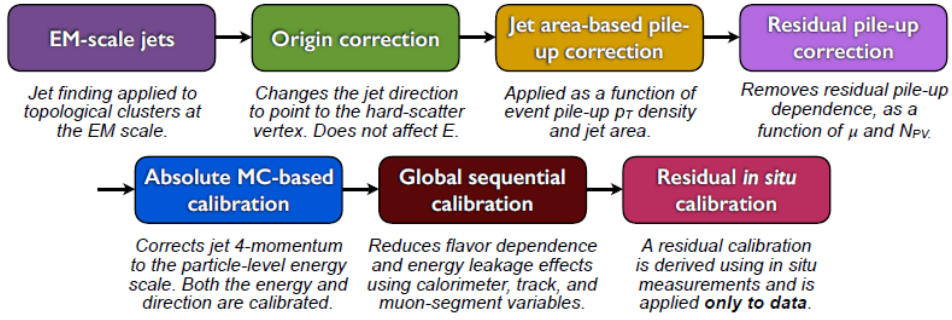 EM-scale jets
Origin correction
Jet area-based pile-
up correction
Residual pile-up
correction
Jet finding applied to
topological clusters at
the EM scale.
Changes the jet direction
to point to the hard-scatter
vertex. Does not affect E.
Applied as a function of
event pile-up pT density
and jet area.
Removes residual pile-up
dependence, as a
function of µ and NPV.
Absolute MC-based
calibration
Global sequential
calibration
Residual in situ
calibration
Corrects jet 4-momentum
to the particle-level energy
scale. Both the energy and
direction are calibrated.
Reduces flavor dependence
and energy leakage effects
using calorimeter, track, and
muon-segment variables.
A residual calibration
is derived using in situ
measurements and is
applied only to data.